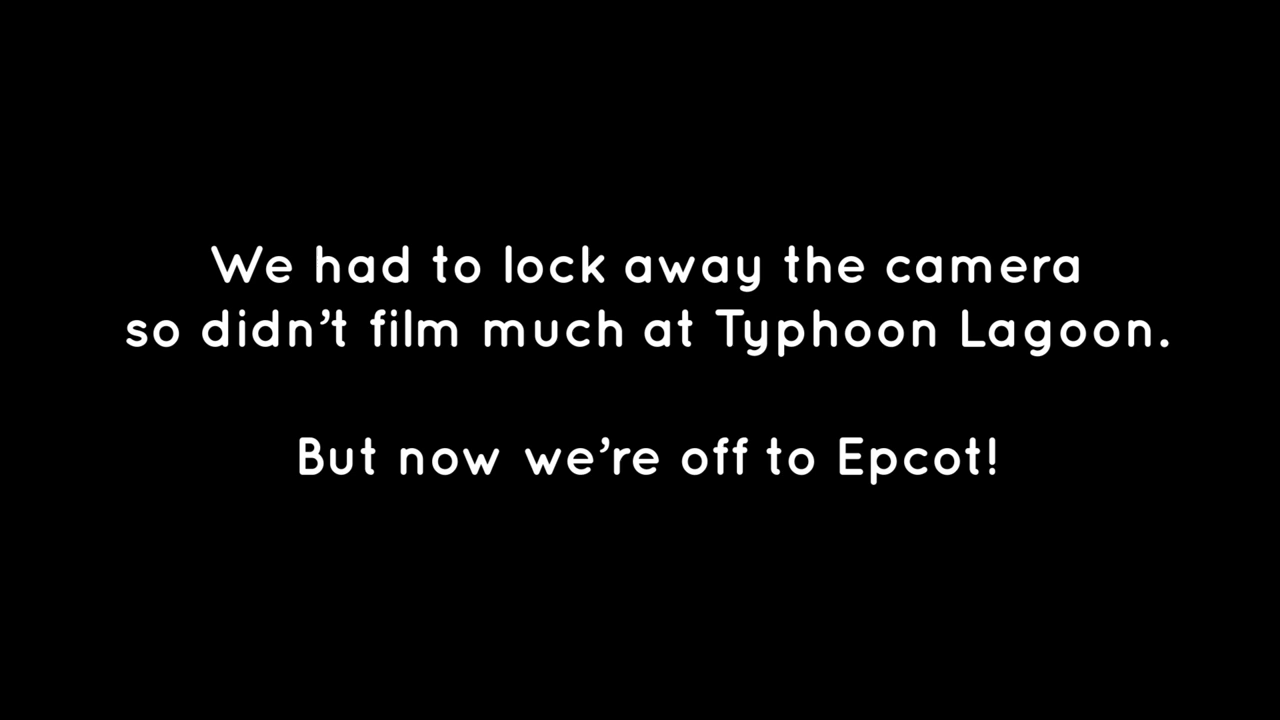 We had to lock away the camera
so didn’t film much at Typhoon Lagoon.
But now we’re off to Epcot!